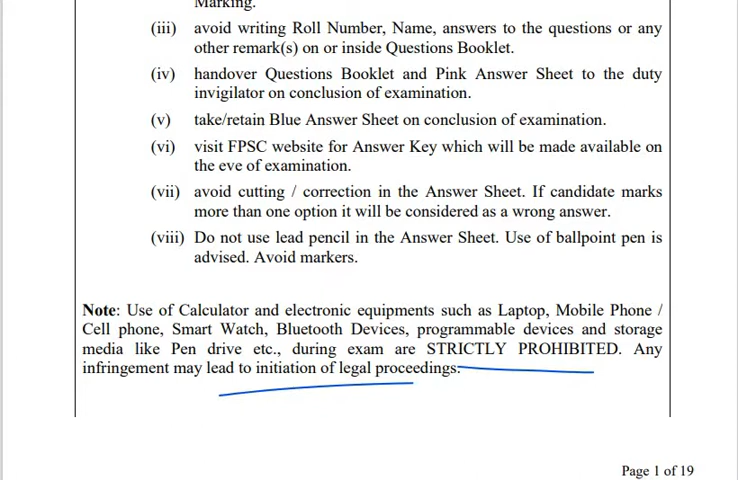 Marking.
(iii) avoid writing Roll Number, Name, answers to the questions or any
other remark(s) on or inside Questions Booklet.
(iv) handover Questions Booklet and Pink Answer Sheet to the duty
invigilator on conclusion of examination.
(v) take/retain Blue Answer Sheet on conclusion of examination.
(vi) visit FPSC website for Answer Key which will be made available on
the eve of examination.
(vii) avoid cutting / correction in the Answer Sheet. If candidate marks
more than one option it will be considered as a wrong answer.
(viii) Do not use lead pencil in the Answer Sheet. Use of ballpoint pen is
advised. Avoid markers.
Note: Use of Calculator and electronic equipments such as Laptop, Mobile Phone /
Cell phone, Smart Watch, Bluetooth Devices, programmable devices and storage
media like Pen drive etc., during exam are STRICTLY PROHIBITED. Any
infringement may lead to initiation of legal proceedings.
Page 1 of 19